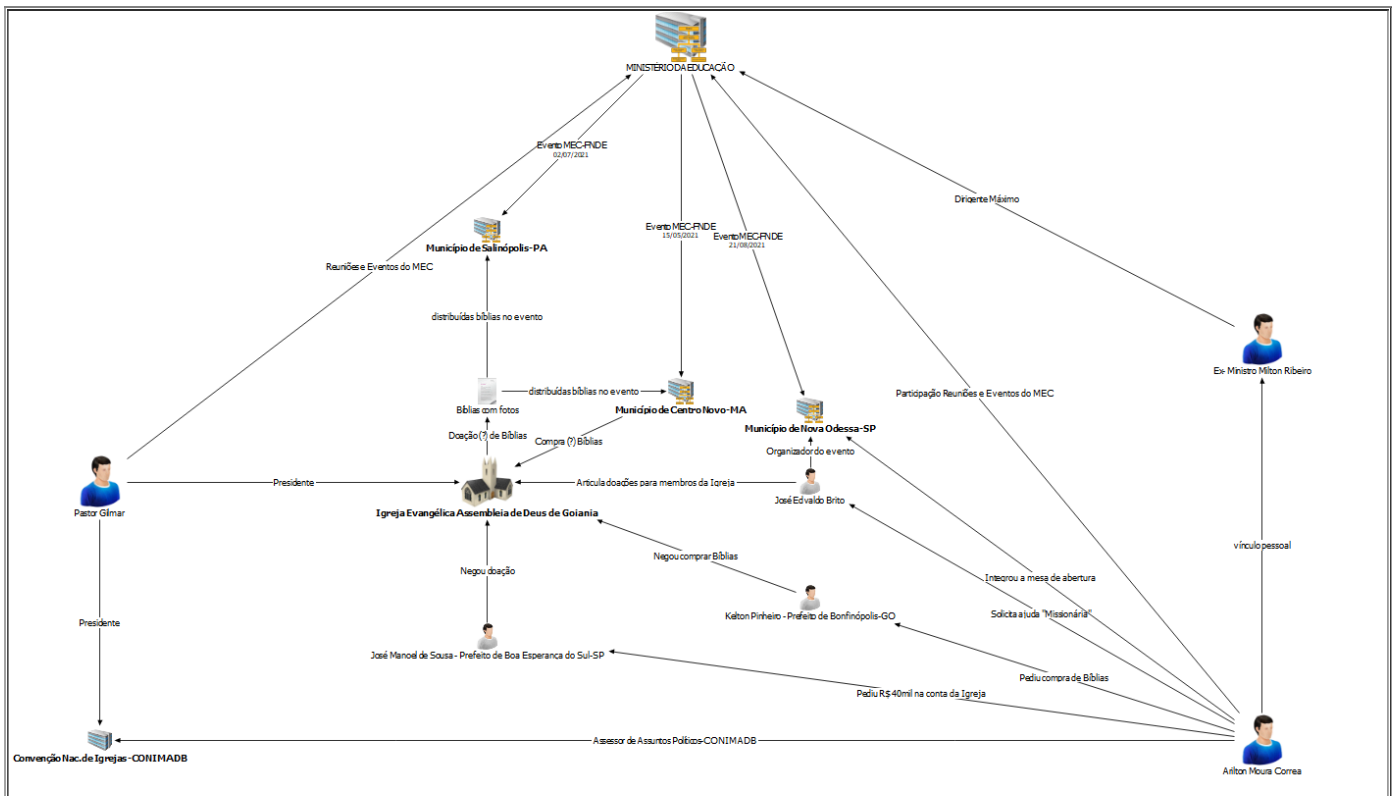 MINISTÉRIO DA EDUCAÇÃO
Evento MEC-FNDE
02/07/2021
Dirigente Máximo
Evento MEC-FNDE
15/05/2021
Evento MEC-FNDE
21/08/2021
Município de Salinópolis-PA
Reuniões e Eventos do MEC
distribuídas bíblias no evento
Ex- Ministro Milton Ribeiro
distribuídas bíblias no evento
Participação Reuniões e Eventos do MEC
Bíblias com fotos
Município de Centro Novo-MA
Município de Nova Odessa-SP
Doação (?) de Bíblias
Compra (?) Bíblias
Organizador do evento
Presidente
Articula doações para membros da Igreja
José Edvaldo Brito
Pastor Gilmar
Igreja Evangélica Assembleia de Deus de Goiania
vínculo pessoal
Negou comprar Bíblias
Negou doação
Integrou a mesa de abertura
Kelton Pinheiro - Prefeito de Bonfinópolis-GO
Solicita ajuda "Missionária"
Presidente
José Manoel de Sousa - Prefeito de Boa Esperança do Sul-SP
Pediu compra de Bíblias
Pediu R$ 40mil na conta da Igreja
Assessor de Assuntos Políticos-CONIMADB
Convenção Nac.de Igrejas -CONIMADB
Arilton Moura Correa